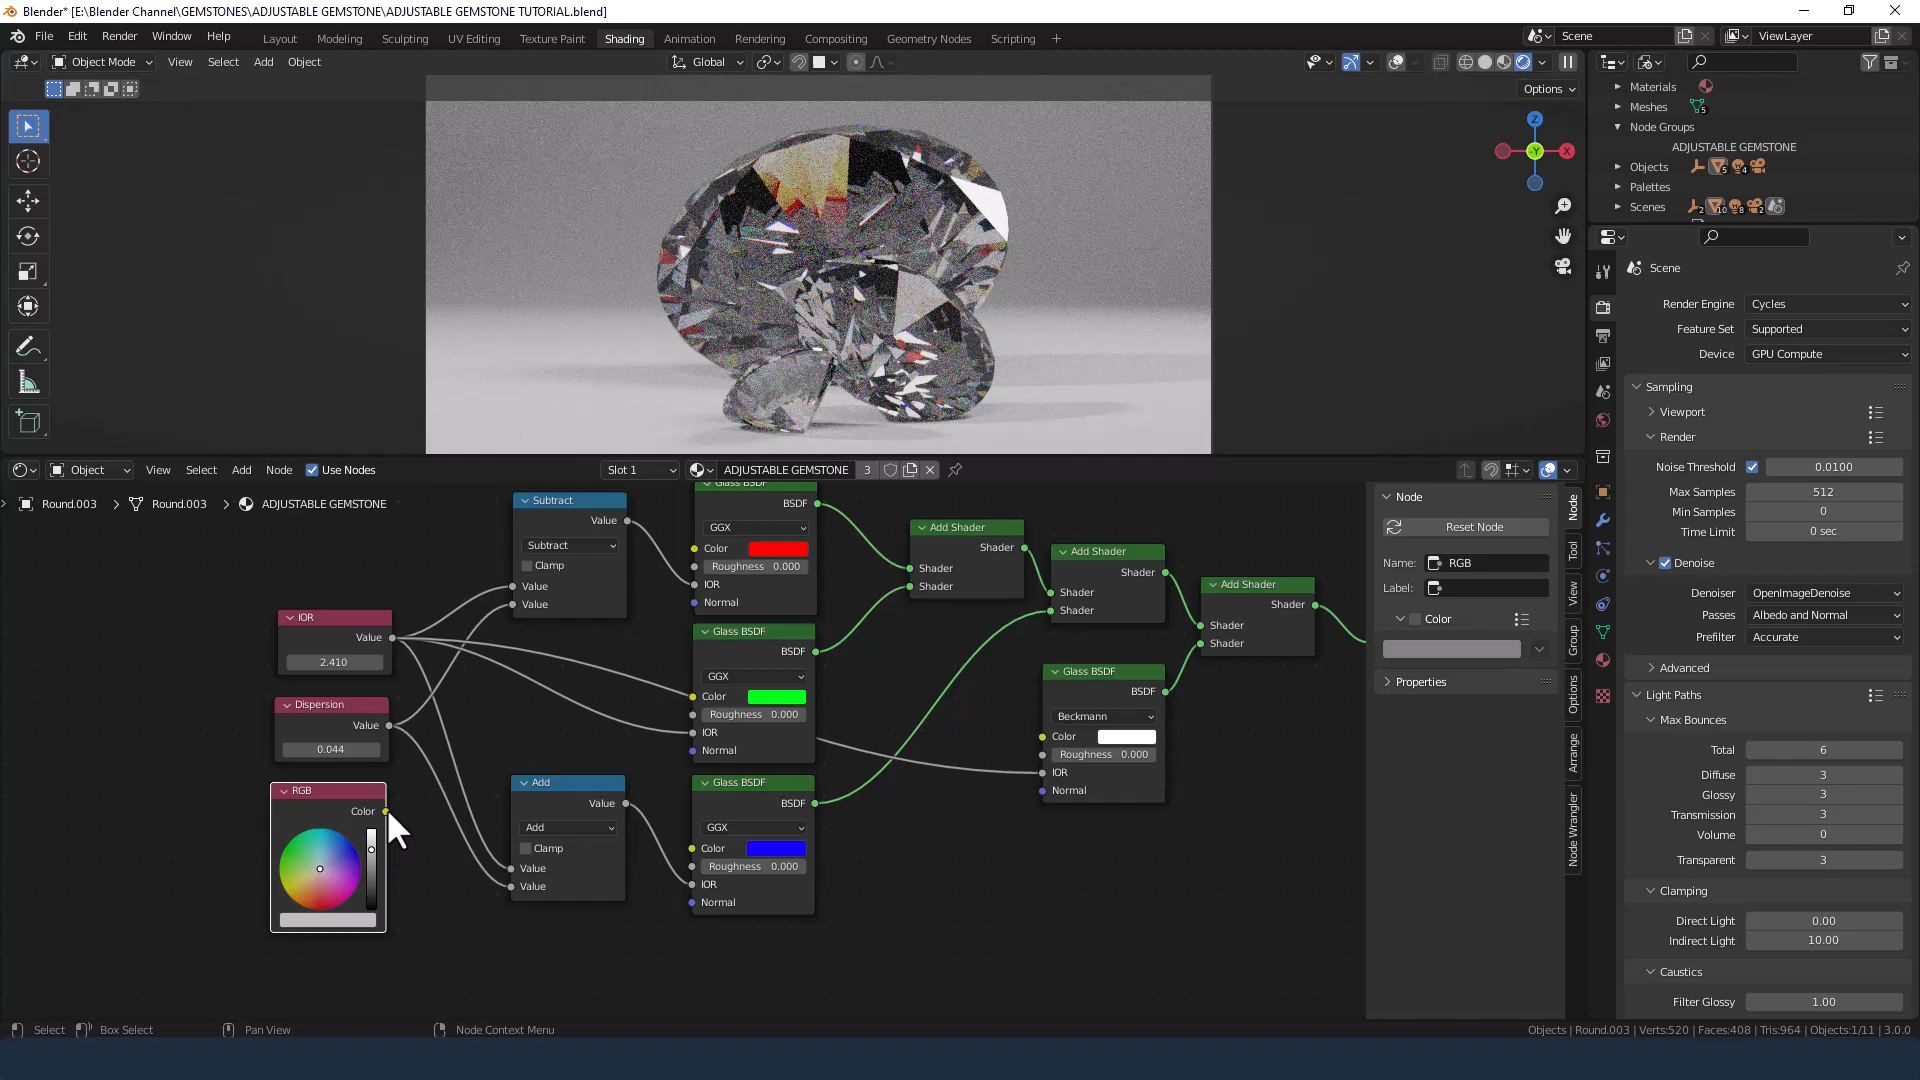 Blender* [E:\Blender Channel\GEMSTONES\ADJUSTABLE GEMSTONE\ADJUSTABLE GEMSTONE TUTORIAL.blend]
File Edit Render Window Help Layout Modeling Sculpting UV Editing Texture Paint Shading Animation Rendering Compositing Geometry Nodes Scripting + Scene ViewLayer
Object Mode View Select Add Object Global
Options
Z
-Y X
Materials
Meshes 5
Node Groups
ADJUSTABLE GEMSTONE
Objects 5 4
Palettes
Scenes 2 10 8 2
Scene
Render Engine Cycles
Feature Set Supported
Device GPU Compute
Sampling
Viewport
Render
Noise Threshold 0.0100
Max Samples 512
Min Samples 0
Time Limit 0 sec
Denoise
Denoiser OpenImageDenoise
Passes Albedo and Normal
Prefilter Accurate
Advanced
Light Paths
Max Bounces
Total 6
Diffuse 3
Glossy 3
Transmission 3
Volume 0
Transparent 3
Clamping
Direct Light 0.00
Indirect Light 10.00
Caustics
Filter Glossy 1.00
Object View Select Add Node Use Nodes Slot 1 ADJUSTABLE GEMSTONE 3
Round.003 Round.003 ADJUSTABLE GEMSTONE
IOR
Value
2.410
Dispersion
Value
0.044
RGB
Color
Subtract
Value
Subtract
Clamp
Value
Value
Add
Value
Add
Clamp
Value
Value
Glass BSDF
BSDF
GGX
Color
Roughness 0.000
IOR
Normal
Glass BSDF
BSDF
GGX
Color
Roughness 0.000
IOR
Normal
Glass BSDF
BSDF
GGX
Color
Roughness 0.000
IOR
Normal
Add Shader
Shader
Shader
Shader
Add Shader
Shader
Shader
Shader
Glass BSDF
BSDF
Beckmann
Color
Roughness 0.000
IOR
Normal
Add Shader
Shader
Shader
Shader
Node
Reset Node
Name: RGB
Label:
Color
Properties
Node
Tool
View
Group
Options
Arrange
Node Wrangler
Select Box Select Pan View Node Context Menu Objects | Round.003 | Verts:520 | Faces:408 | Tris:964 | Objects:1/11 | 3.0.0